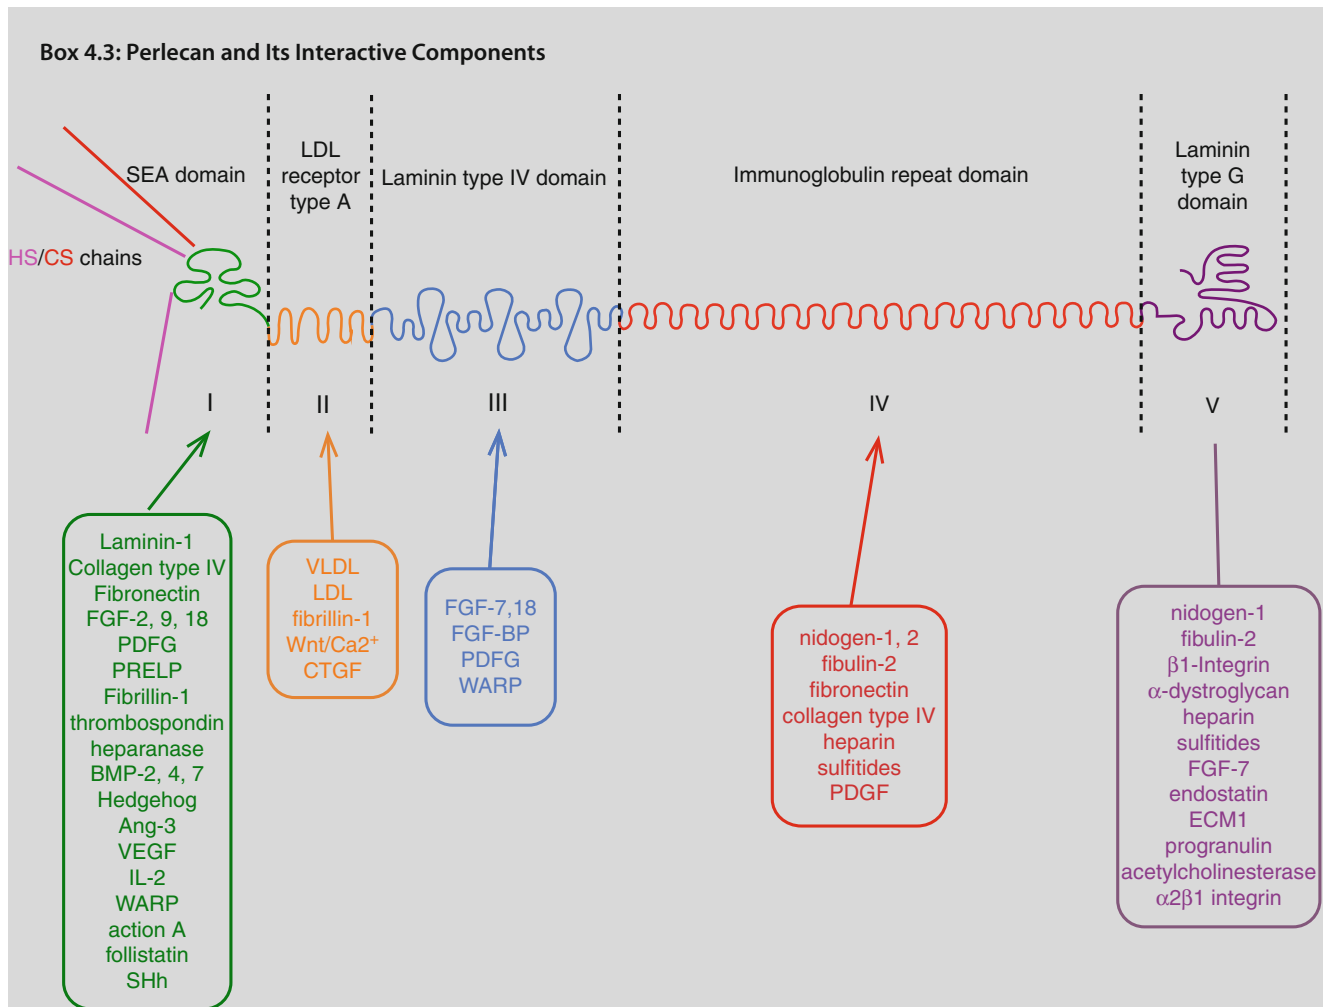 Box 4.3: Perlecan and Its Interactive Components
SEA domain
LDL
receptor
type A
Laminin type IV domain
Immunoglobulin repeat domain
Laminin
type G
domain
HS/CS chains
I
II
III
IV
V
Laminin-1
Collagen type IV
Fibronectin
FGF-2, 9, 18
PDFG
PRELP
Fibrillin-1
thrombospondin
heparanase
BMP-2, 4, 7
Hedgehog
Ang-3
VEGF
IL-2
WARP
action A
follistatin
SHh
VLDL
LDL
fibrillin-1
Wnt/Ca2⁺
CTGF
FGF-7,18
FGF-BP
PDFG
WARP
nidogen-1, 2
fibulin-2
fibronectin
collagen type IV
heparin
sulfitides
PDGF
nidogen-1
fibulin-2
β1-Integrin
α-dystroglycan
heparin
sulfitides
FGF-7
endostatin
ECM1
progranulin
acetylcholinesterase
α2β1 integrin